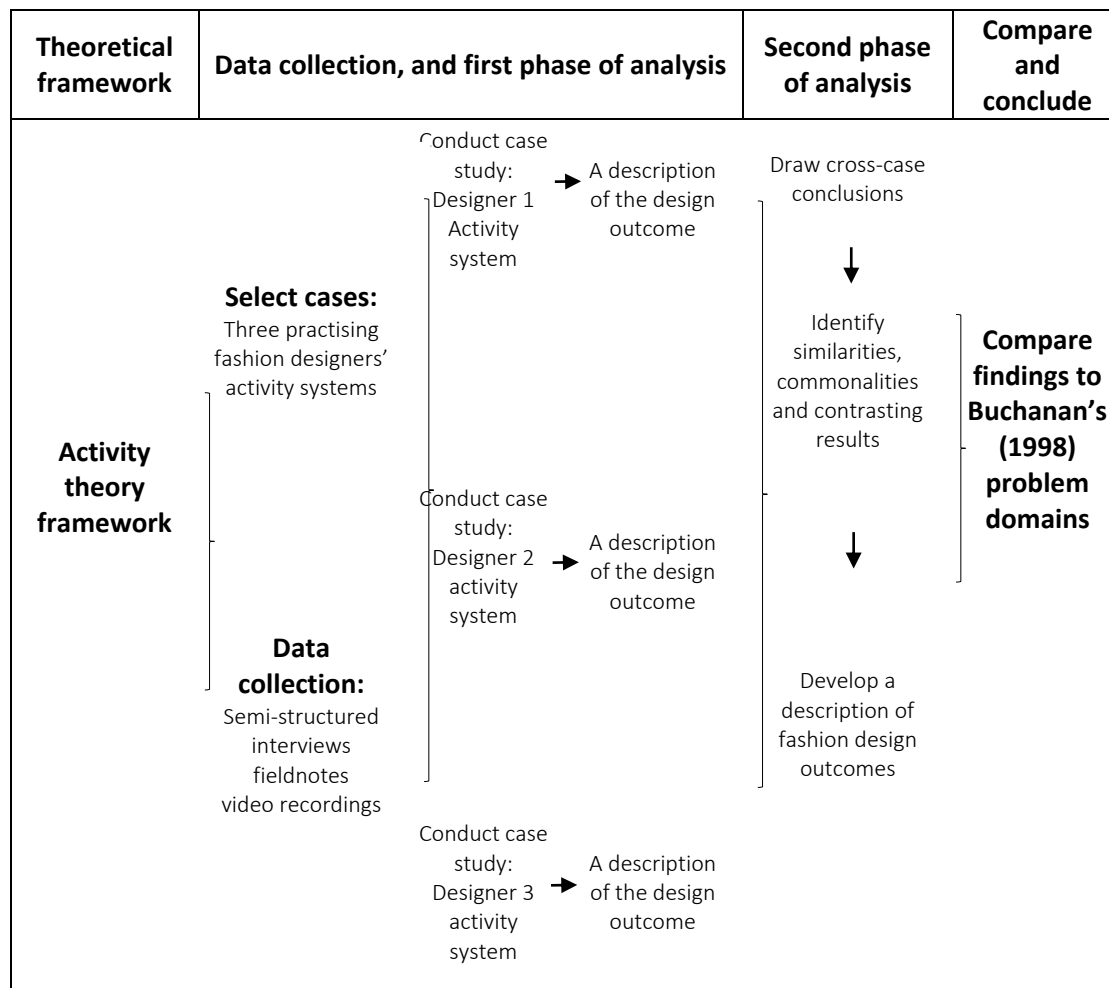 Theoretical
framework
Data collection, and first phase of analysis
Second phase
of analysis
Compare
and
conclude
Activity
theory
framework
Select cases:
Three practising
fashion designers’
activity systems
Data
collection:
Semi-structured
interviews
fieldnotes
video recordings
Conduct case
study:
Designer 1
Activity
system
A description
of the design
outcome
Conduct case
study:
Designer 2
activity
system
A description
of the design
outcome
Conduct case
study:
Designer 3
activity
system
A description
of the design
outcome
Draw cross-case
conclusions
Identify
similarities,
commonalities
and contrasting
results
Develop a
description of
fashion design
outcomes
Compare
findings to
Buchanan’s
(1998)
problem
domains